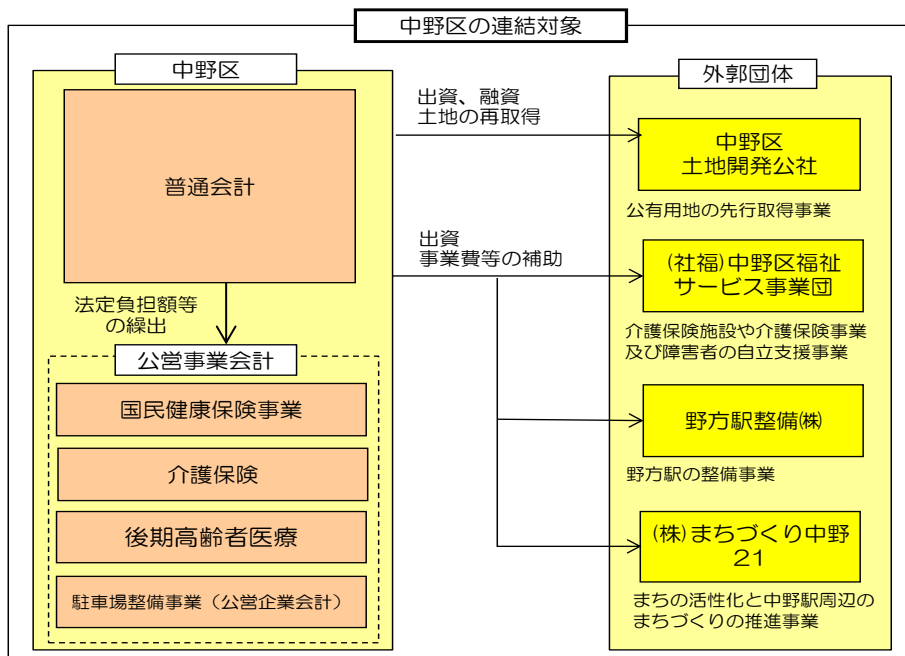 中野区の連結対象
中野区
普通会計
法定負担額等
の繰出
公営事業会計
国民健康保険事業
介護保険
後期高齢者医療
駐車場整備事業（公営企業会計）
出資、融資
土地の再取得
出資
事業費等の補助
外郭団体
中野区
土地開発公社
公有用地の先行取得事業
(社福)中野区福祉
サービス事業団
介護保険施設や介護保険事業
及び障害者の自立支援事業
野方駅整備㈱
野方駅の整備事業
(株)まちづくり中野
21
まちの活性化と中野駅周辺の
まちづくりの推進事業